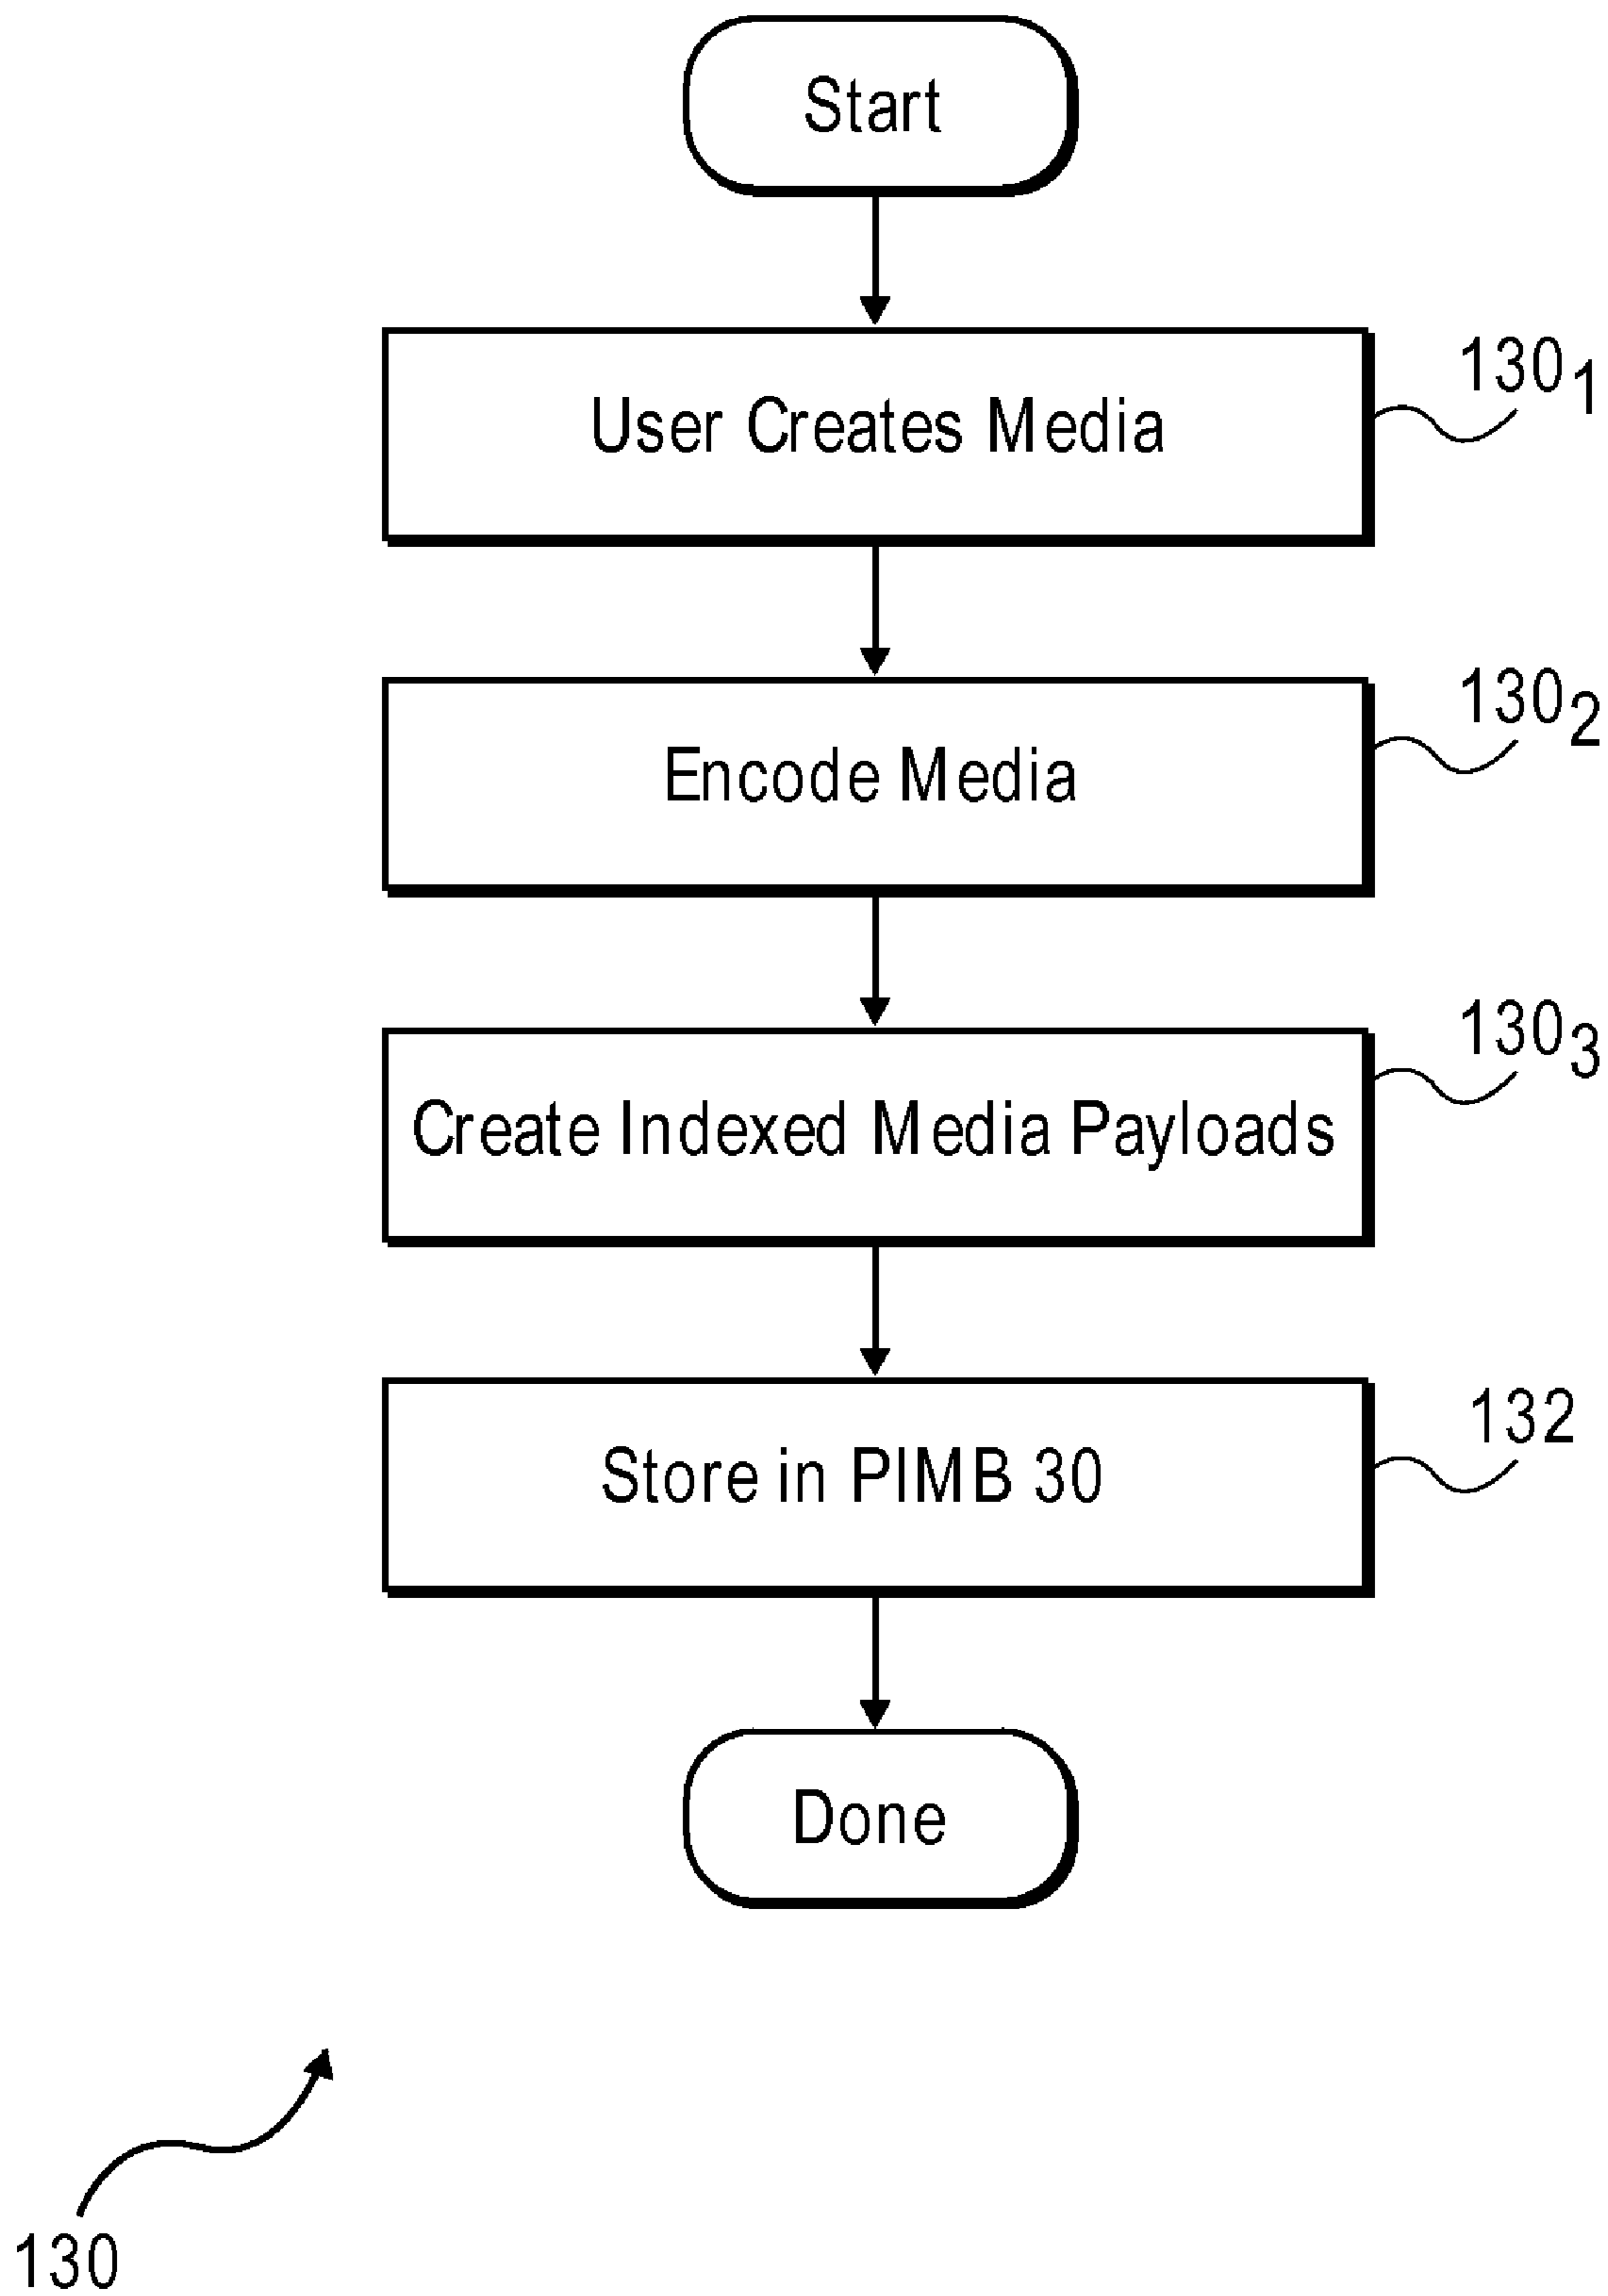 Start
User Creates Media
130₁
Encode Media
130₂
Create Indexed Media Payloads
130₃
Store in PIMB 30
132
Done
130